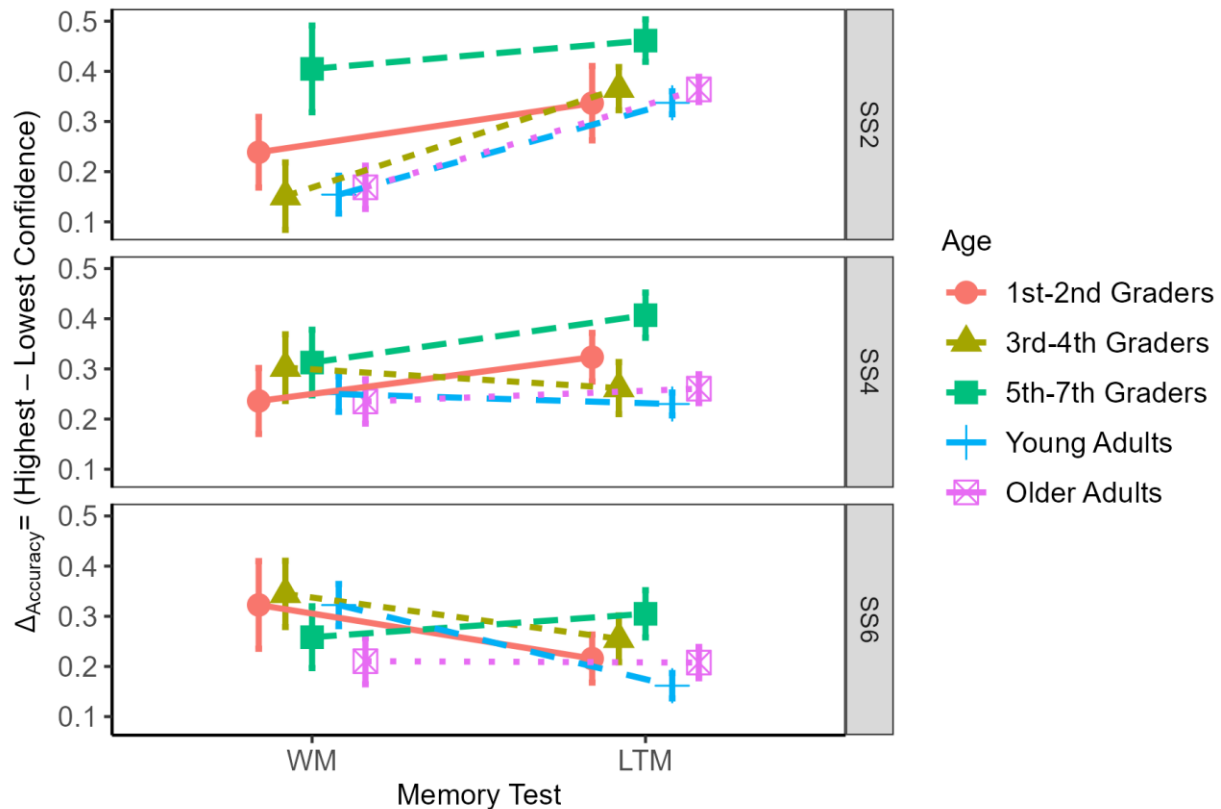 Δ Accuracy = (Highest – Lowest Confidence)
0.5
0.4
0.3
0.2
0.1
SS2
0.5
0.4
0.3
0.2
0.1
SS4
0.5
0.4
0.3
0.2
0.1
SS6
WM LTM
Memory Test
Age
1st-2nd Graders
3rd-4th Graders
5th-7th Graders
Young Adults
Older Adults